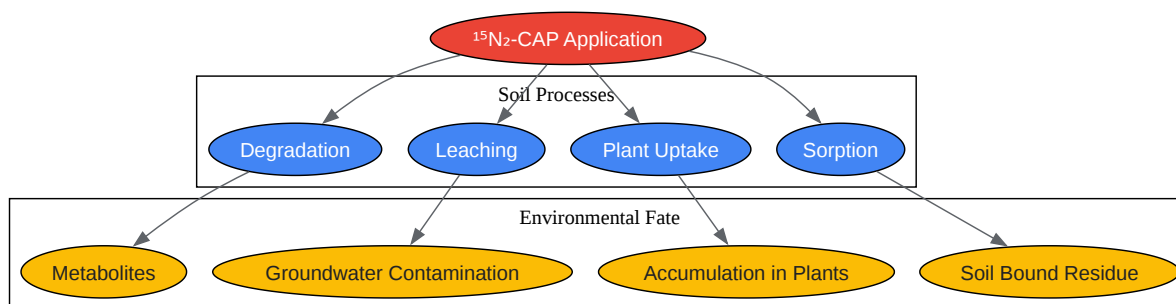 ¹⁵N₂-CAP Application
Soil Processes
Degradation
Leaching
Plant Uptake
Sorption
Environmental Fate
Metabolites
Groundwater Contamination
Accumulation in Plants
Soil Bound Residue